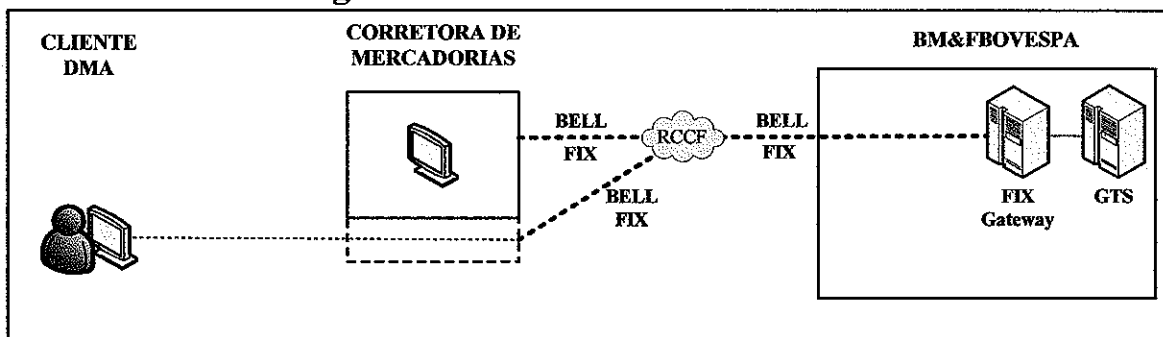 CLIENTE
DMA
CORRETORA DE
MERCADORIAS
BM&FBOVESPA
BELL
FIX
RCCF
BELL
FIX
BELL
FIX
FIX
Gateway
GTS